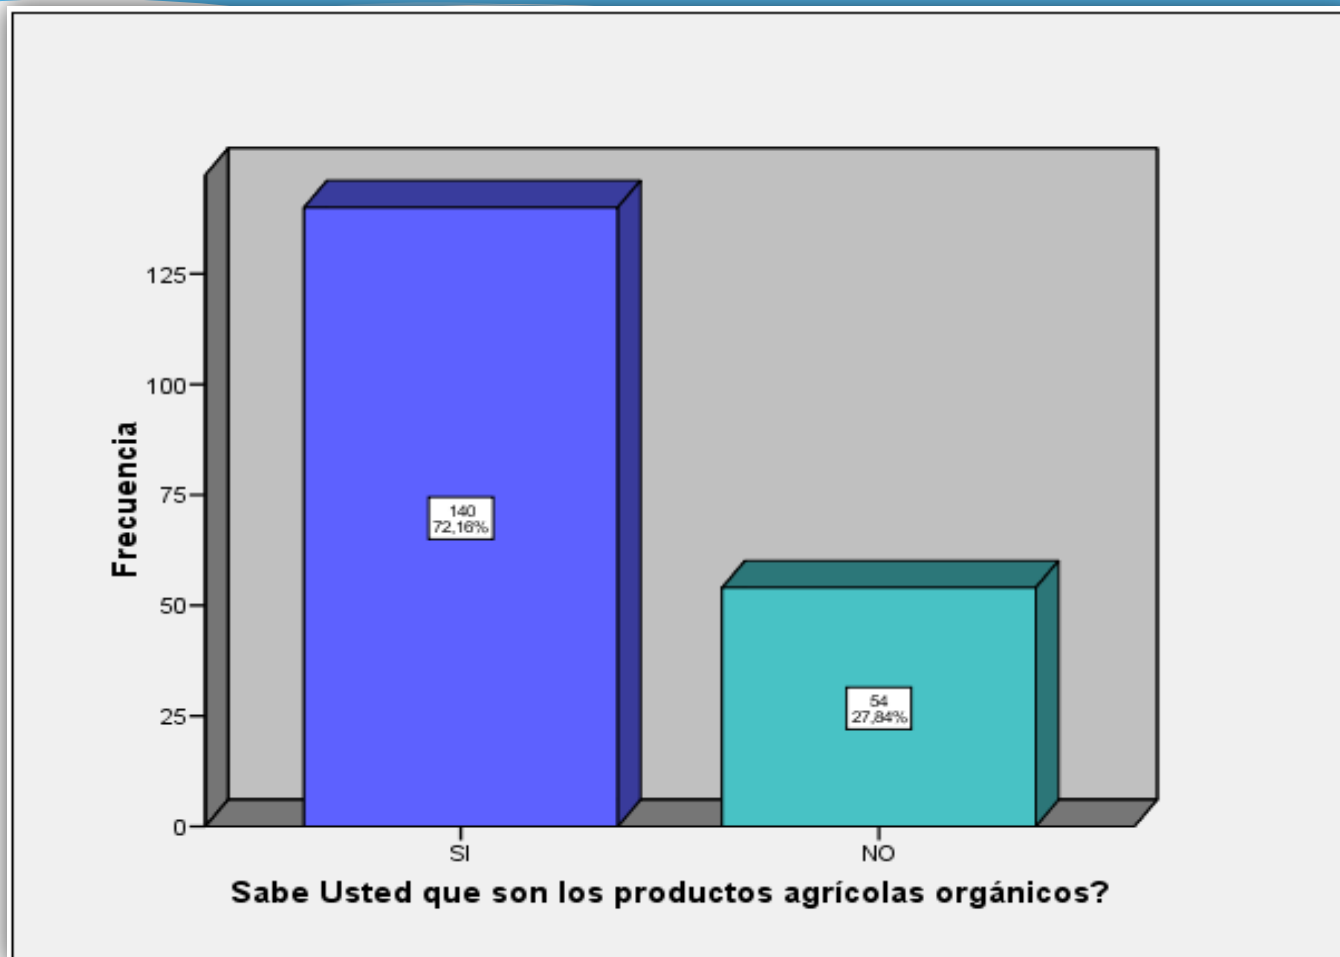 Frecuencia
125
100
75
50
25
0
140
72,16%
54
27,84%
SI
NO
Sabe Usted que son los productos agrícolas orgánicos?